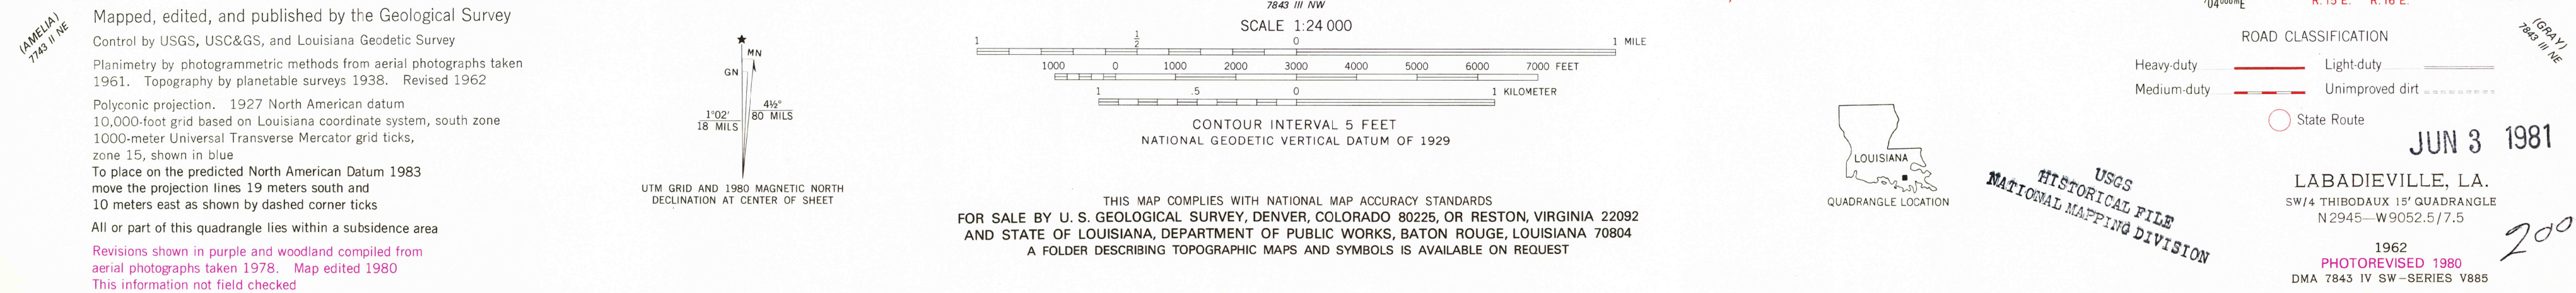 (AMELIA)
7743 II NE
Mapped, edited, and published by the Geological Survey
Control by USGS, USC&GS, and Louisiana Geodetic Survey
Planimetry by photogrammetric methods from aerial photographs taken
1961. Topography by planetable surveys 1938. Revised 1962
Polyconic projection. 1927 North American datum
10,000-foot grid based on Louisiana coordinate system, south zone
1000-meter Universal Transverse Mercator grid ticks,
zone 15, shown in blue
To place on the predicted North American Datum 1983
move the projection lines 19 meters south and
10 meters east as shown by dashed corner ticks
All or part of this quadrangle lies within a subsidence area
Revisions shown in purple and woodland compiled from
aerial photographs taken 1978. Map edited 1980
This information not field checked
MN
GN
1°02′
18 MILS
4½°
80 MILS
UTM GRID AND 1980 MAGNETIC NORTH
DECLINATION AT CENTER OF SHEET
7843 III NW
SCALE 1:24 000
1 ½ 0 1 MILE
1000 0 1000 2000 3000 4000 5000 6000 7000 FEET
1 .5 0 1 KILOMETER
CONTOUR INTERVAL 5 FEET
NATIONAL GEODETIC VERTICAL DATUM OF 1929
THIS MAP COMPLIES WITH NATIONAL MAP ACCURACY STANDARDS
FOR SALE BY U. S. GEOLOGICAL SURVEY, DENVER, COLORADO 80225, OR RESTON, VIRGINIA 22092
AND STATE OF LOUISIANA, DEPARTMENT OF PUBLIC WORKS, BATON ROUGE, LOUISIANA 70804
A FOLDER DESCRIBING TOPOGRAPHIC MAPS AND SYMBOLS IS AVAILABLE ON REQUEST
LOUISIANA
QUADRANGLE LOCATION
USGS
HISTORICAL FILE
NATIONAL MAPPING DIVISION
R. 15 E. R. 16 E.
(GRAY)
7843 III NE
ROAD CLASSIFICATION
Heavy-duty
Light-duty
Medium-duty
Unimproved dirt
State Route
JUN 3 1981
LABADIEVILLE, LA.
SW/4 THIBODAUX 15′ QUADRANGLE
N2945—W9052.5/7.5
200
1962
PHOTOREVISED 1980
DMA 7843 IV SW–SERIES V885